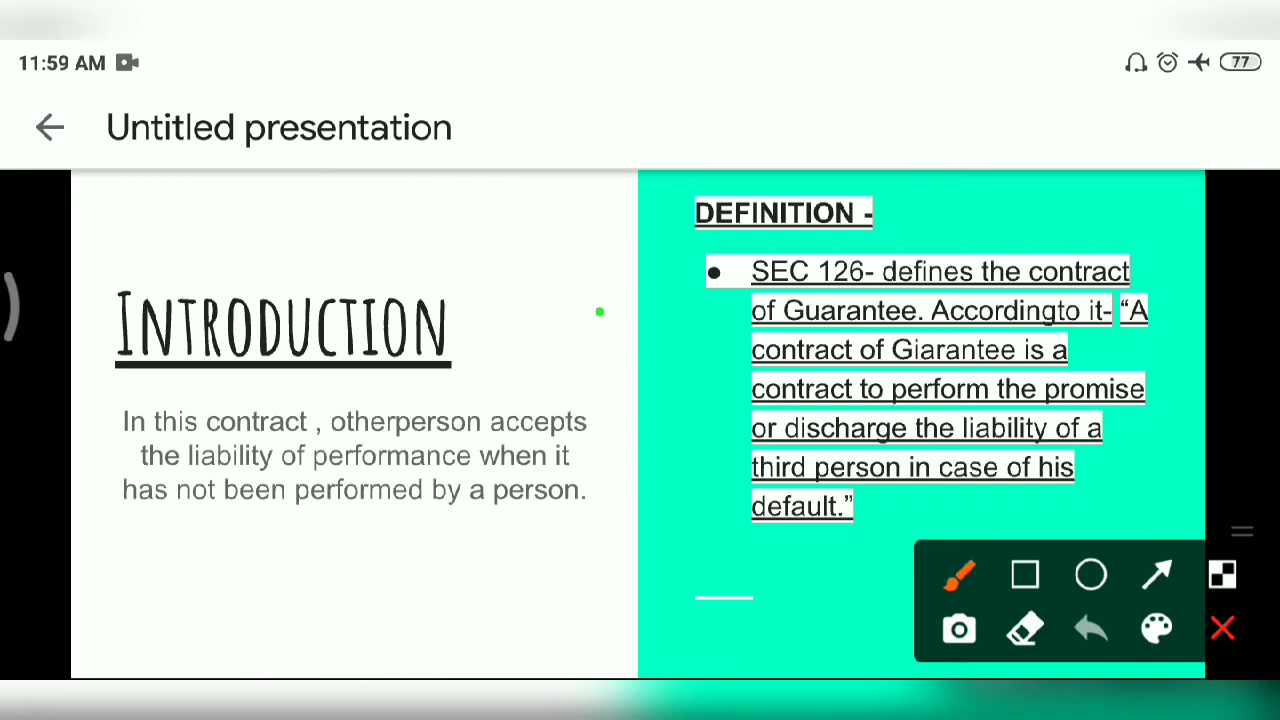 11:59 AM
77
Untitled presentation
INTRODUCTION
In this contract , otherperson accepts
the liability of performance when it
has not been performed by a person.
DEFINITION -
● SEC 126- defines the contract
of Guarantee. Accordingto it- “A
contract of Giarantee is a
contract to perform the promise
or discharge the liability of a
third person in case of his
default.”